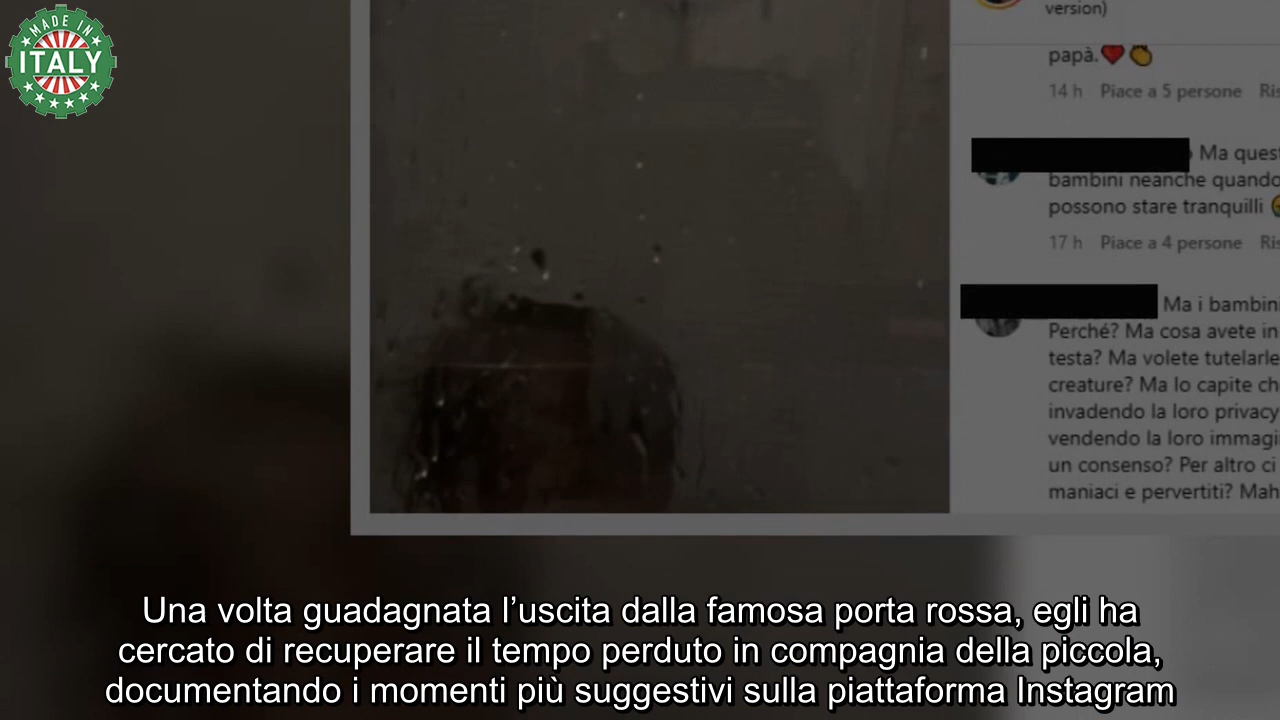 MADE IN
ITALY
version)
papà.❤️👏
14 h Piace a 5 persone
Ma
bambini neanche quando
possono stare tranquilli
17 h Piace a 4 persone
Ma i bambini
Perché? Ma cosa avete in
testa? Ma volete tutelarle
creature? Ma lo capite
invadendo la loro privacy
vendendo la loro
un consenso? Per altro ci
maniaci e pervertiti? Mah
Una volta guadagnata l’uscita dalla famosa porta rossa, egli ha
cercato di recuperare il tempo perduto in compagnia della piccola,
documentando i momenti più suggestivi sulla piattaforma Instagram